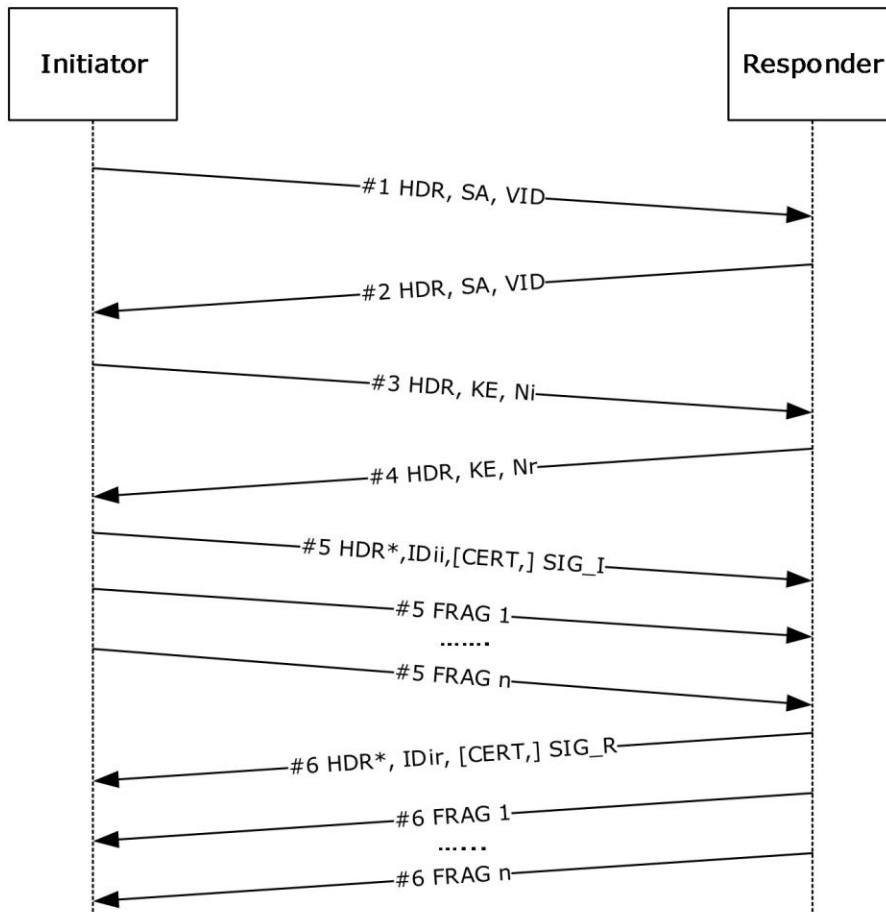 Initiator
Responder
#1 HDR, SA, VID
#2 HDR, SA, VID
#3 HDR, KE, Ni
#4 HDR, KE, Nr
#5 HDR*,IDii,[CERT,] SIG_I
#5 FRAG 1
.......
#5 FRAG n
#6 HDR*, IDir, [CERT,] SIG_R
#6 FRAG 1
......
#6 FRAG n